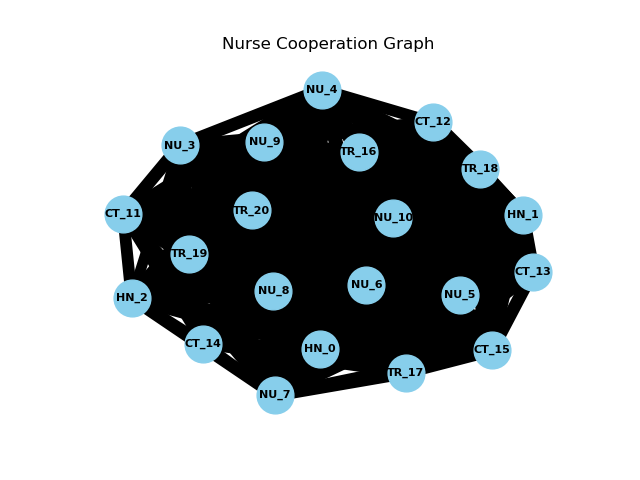 Nurse Cooperation Graph
NU_4
CT_12
NU_9
NU_3
TR_16
TR_18
TR_20
CT_11
HN_1
NU_10
TR_19
CT_13
NU_6
NU_8
NU_5
HN_2
CT_14
HN_0
CT_15
TR_17
NU_7